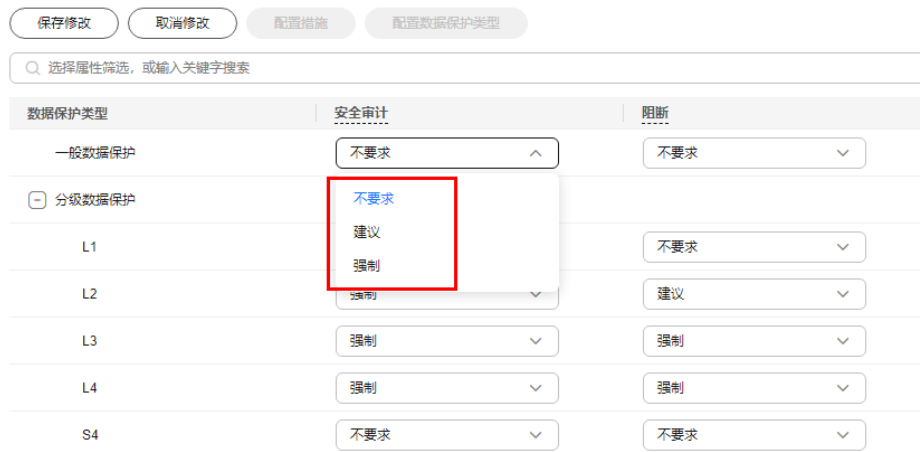 保存修改 取消修改 配置措施 配置数据保护类型
选择属性筛选，或输入关键字搜索
数据保护类型 安全审计 阻断
一般数据保护 不要求 不要求
分级数据保护 不要求
L1 建议 不要求
强制
L2 强制 建议
L3 强制 强制
L4 强制 强制
S4 不要求 不要求